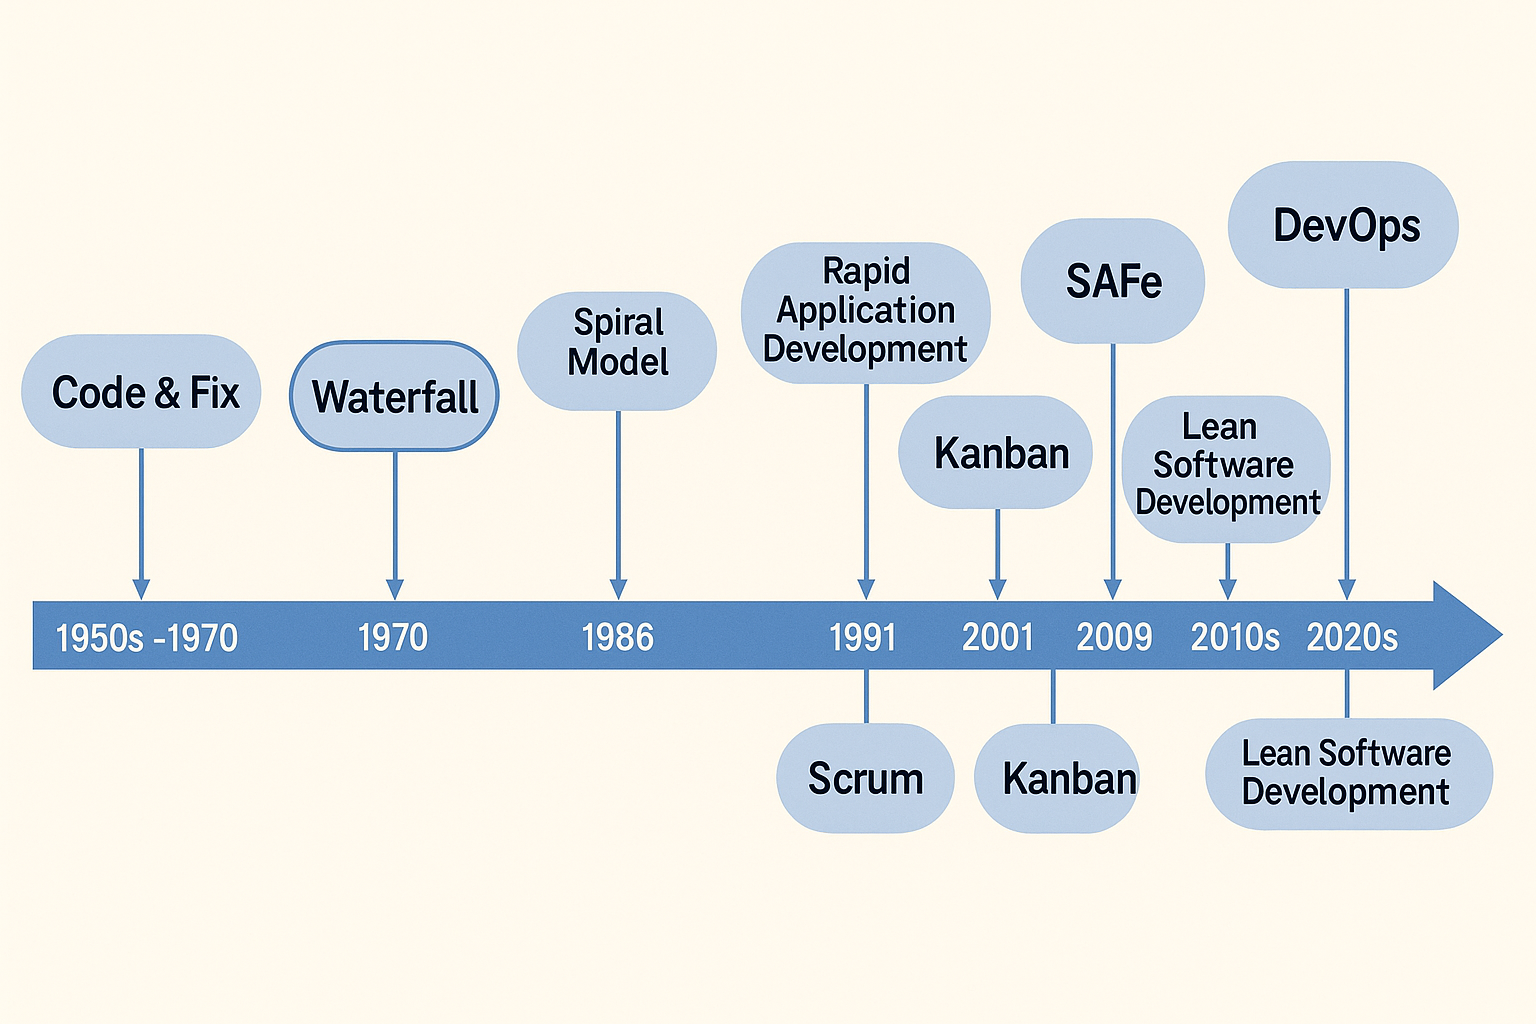 Code & Fix
Waterfall
Spiral
Model
Rapid
Application
Development
Kanban
SAFe
Lean
Software
Development
DevOps
1950s -1970
1970
1986
1991
2001
2009
2010s
2020s
Scrum
Kanban
Lean Software
Development